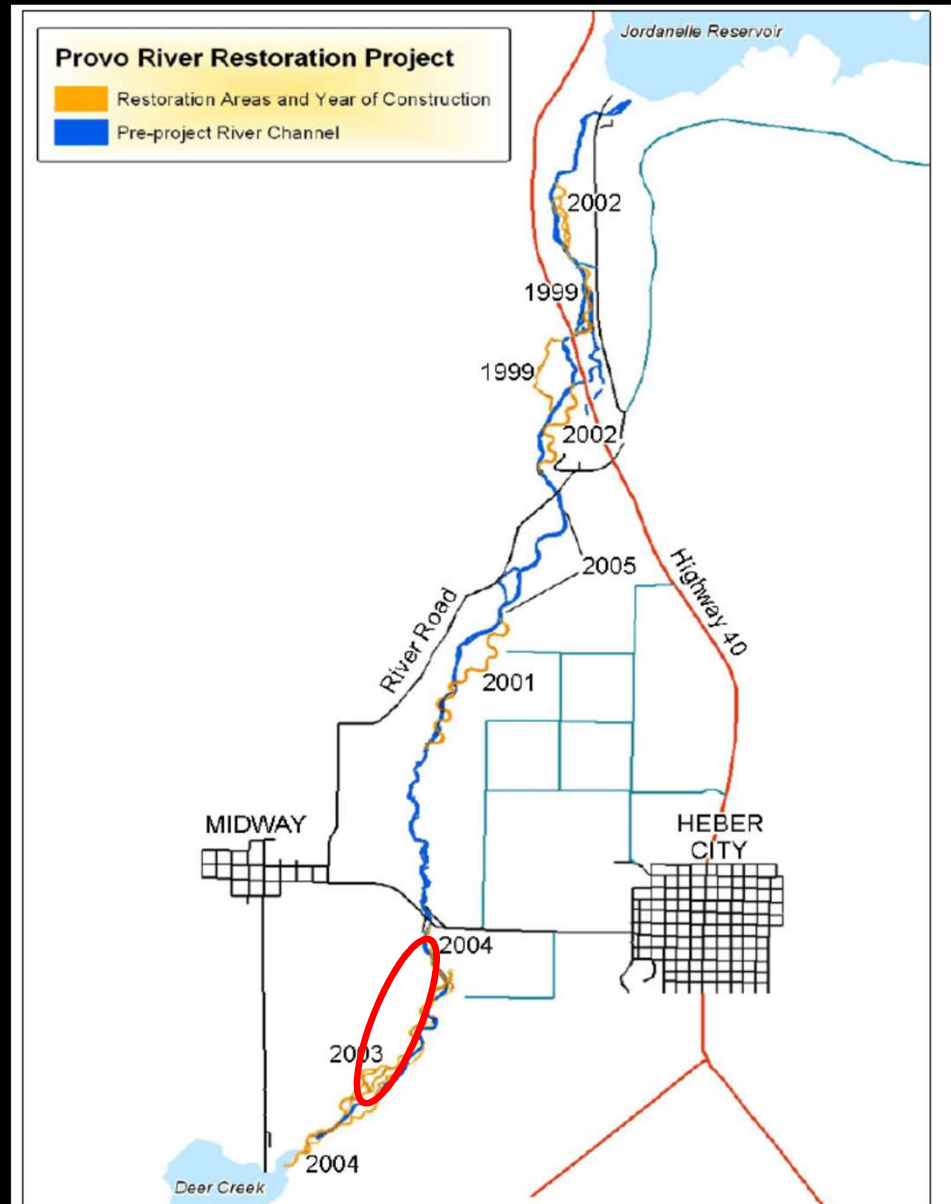 Jordanelle Reservoir
Provo River Restoration Project
Restoration Areas and Year of Construction
Pre-project River Channel
2002
1999
1999
2002
2005
Highway 40
River Road
2001
MIDWAY
HEBER
CITY
2004
2003
2004
Deer Creek